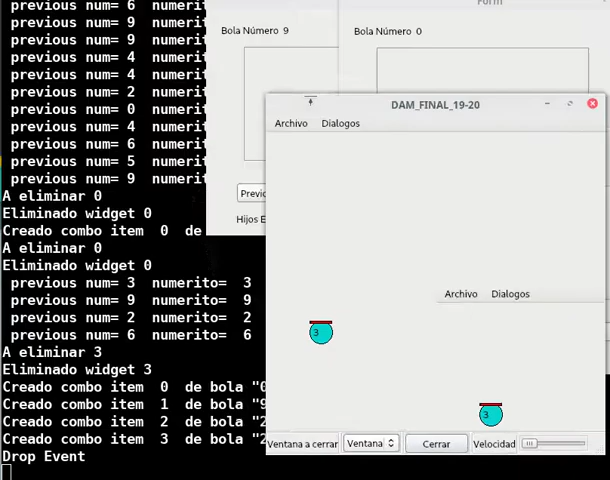 previous num= 6  numerit
previous num= 9  numerit
previous num= 9  numerit
previous num= 4  numerit
previous num= 4  numerit
previous num= 2  numerit
previous num= 0  numerit
previous num= 4  numerit
previous num= 6  numerit
previous num= 5  numerit
previous num= 9  numerit
A eliminar 0
Eliminado widget 0
Creado combo item  0  de
A eliminar 0
Eliminado widget 0
previous num= 3  numerito=  3
previous num= 9  numerito=  9
previous num= 2  numerito=  2
previous num= 6  numerito=  6
A eliminar 3
Eliminado widget 3
Creado combo item  0  de bola "0
Creado combo item  1  de bola "9
Creado combo item  2  de bola "2
Creado combo item  3  de bola "2
Drop Event
Form
Bola Número 9
Bola Número 0
Previo
Hijos E
DAM_FINAL_19-20
Archivo Dialogos
Archivo Dialogos
3
3
Ventana a cerrar Ventana Cerrar Velocidad